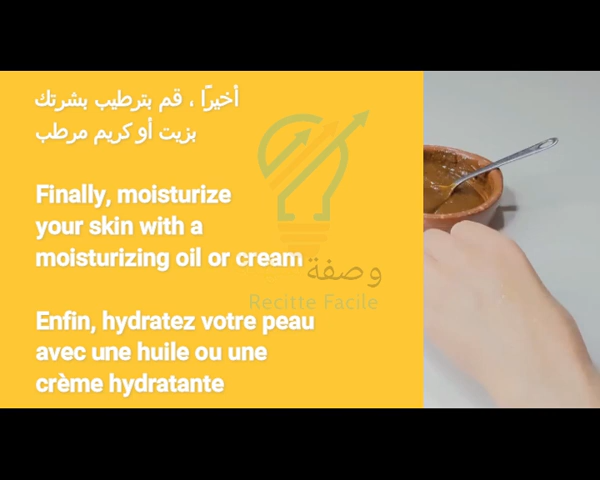 أخيرًا ، قم بترطيب بشرتك
بزيت أو كريم مرطب
Finally, moisturize
your skin with a
moisturizing oil or cream
وصفة
Recitte Facile
Enfin, hydratez votre peau
avec une huile ou une
crème hydratante